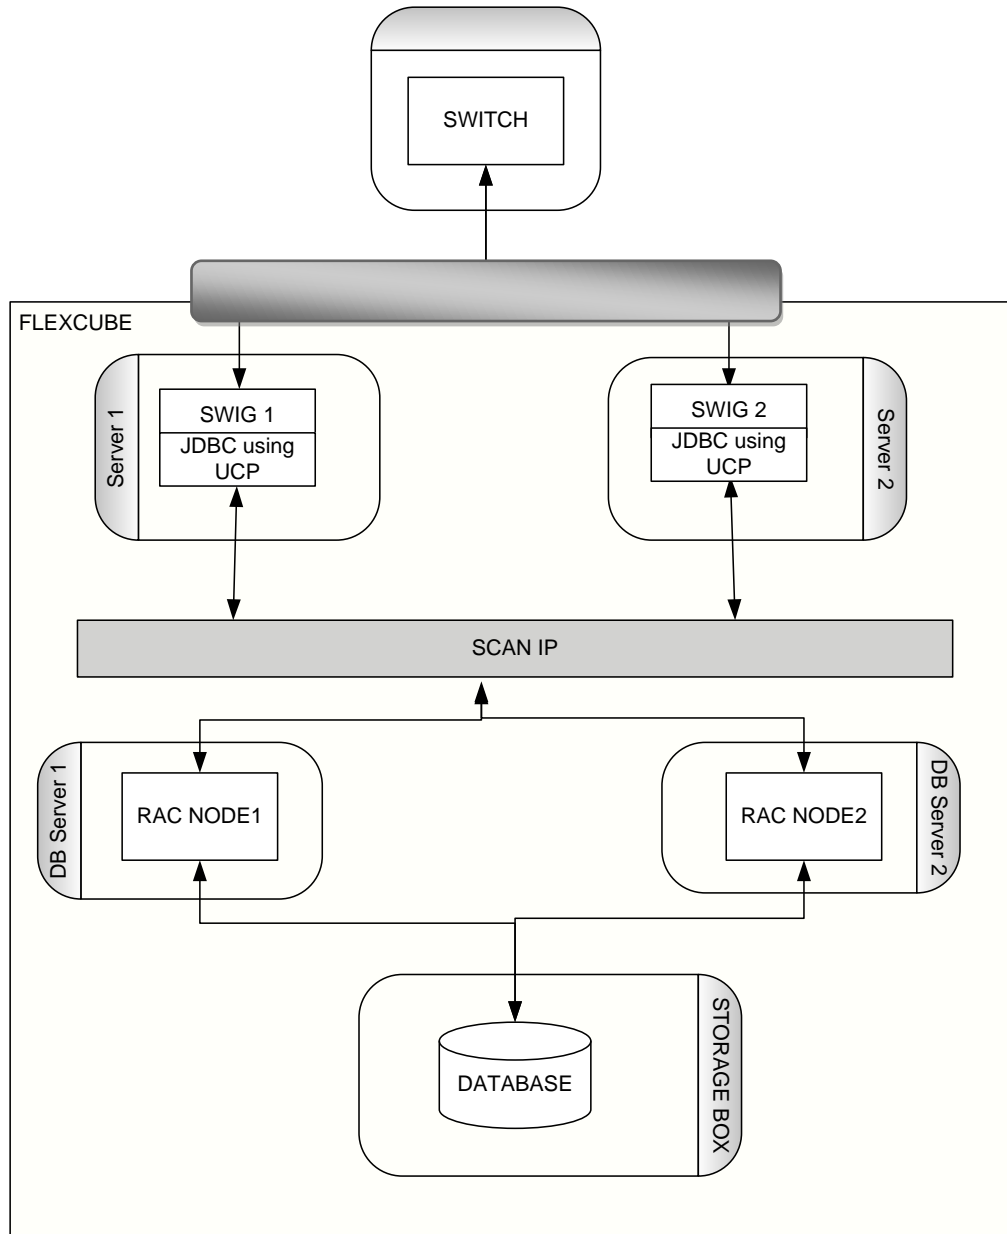 SWITCH
FLEXCUBE
Server 1
SWIG 1
JDBC using
UCP
SWIG 2
JDBC using
UCP
Server 2
SCAN IP
DB Server 1
RAC NODE1
RAC NODE2
DB Server 2
DATABASE
STORAGE BOX